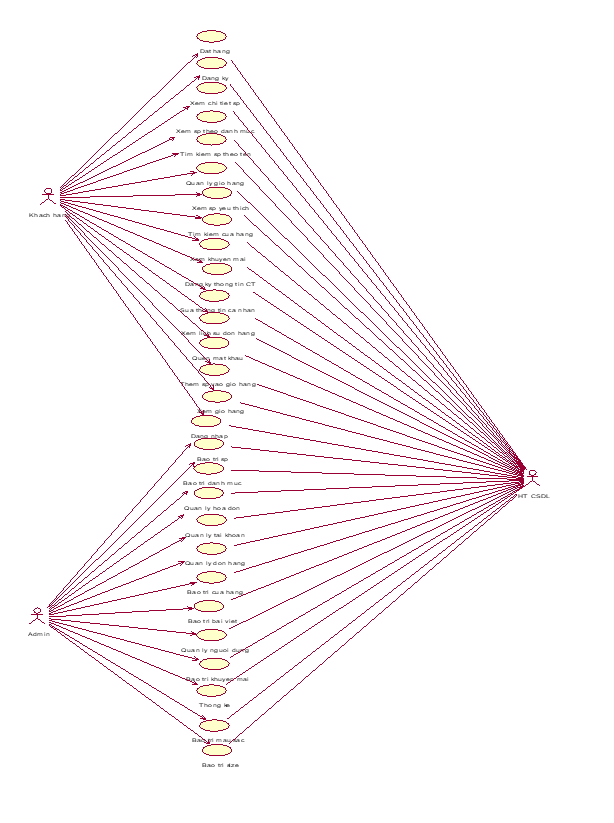 Dat hang
Dang ky
Xem chi tiet sp
Xem sp theo danh muc
Tim kiem sp theo ten
Quan ly gio hang
Xem sp yeu thich
Khach hang
Tim kiem cua hang
Xem khuyen mai
Dang ky thong tin CT
Sua thong tin ca nhan
Xem lich su don hang
Quen mat khau
Them sp vao gio hang
Xem gio hang
Dang nhap
Bao tri sp
Bao tri danh muc
HT CSDL
Quan ly hoa don
Quan ly tai khoan
Quan ly don hang
Bao tri cua hang
Bao tri bai viet
Admin
Quan ly nguoi dung
Bao tri khuyen mai
Thong ke
Bao tri mau sac
Bao tri size